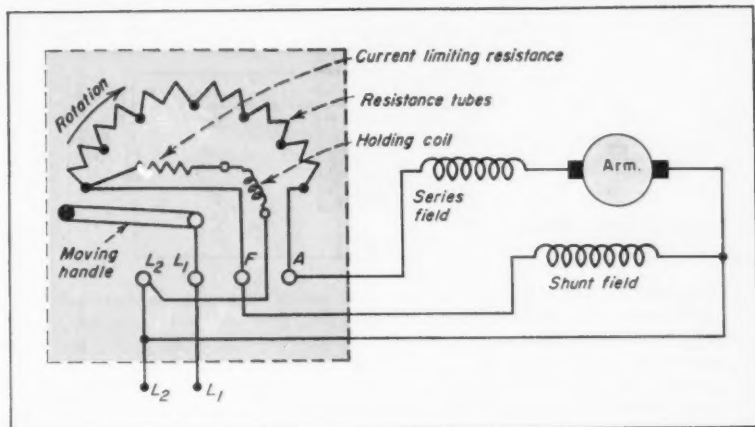 Current limiting resistance
Rotation
Resistance tubes
Holding coil
Arm.
Series
field
Moving
handle
L2
L1
F
A
Shunt field
L2
L1